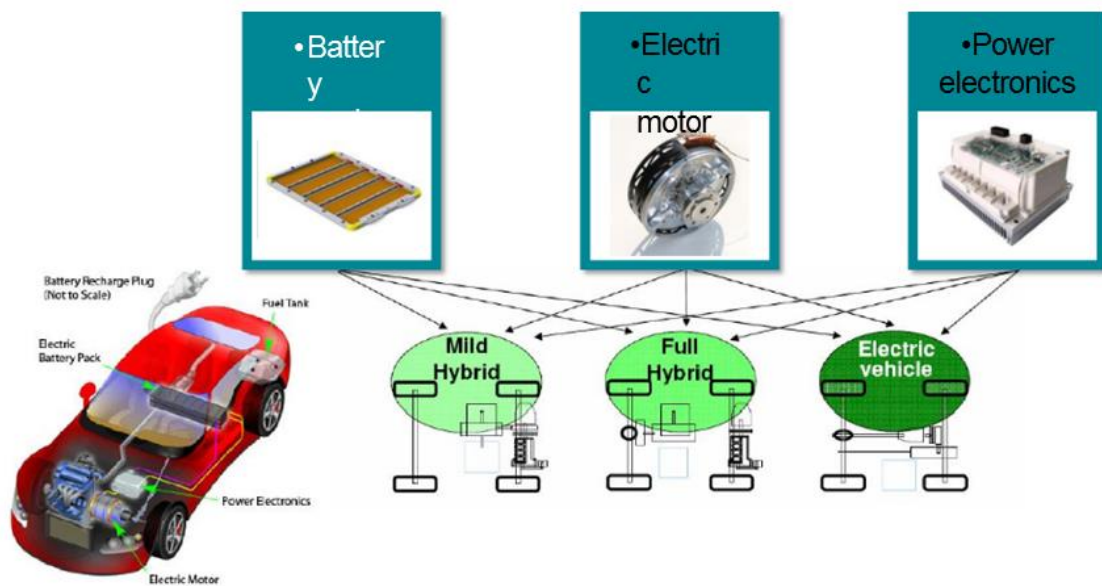 •Batter
y
•Electri
c
motor
•Power
electronics
Battery Recharge Plug
(Not to Scale)
Fuel Tank
Electric
Battery Pack
Power Electronics
Electric Motor
Mild
Hybrid
Full
Hybrid
Electric
vehicle